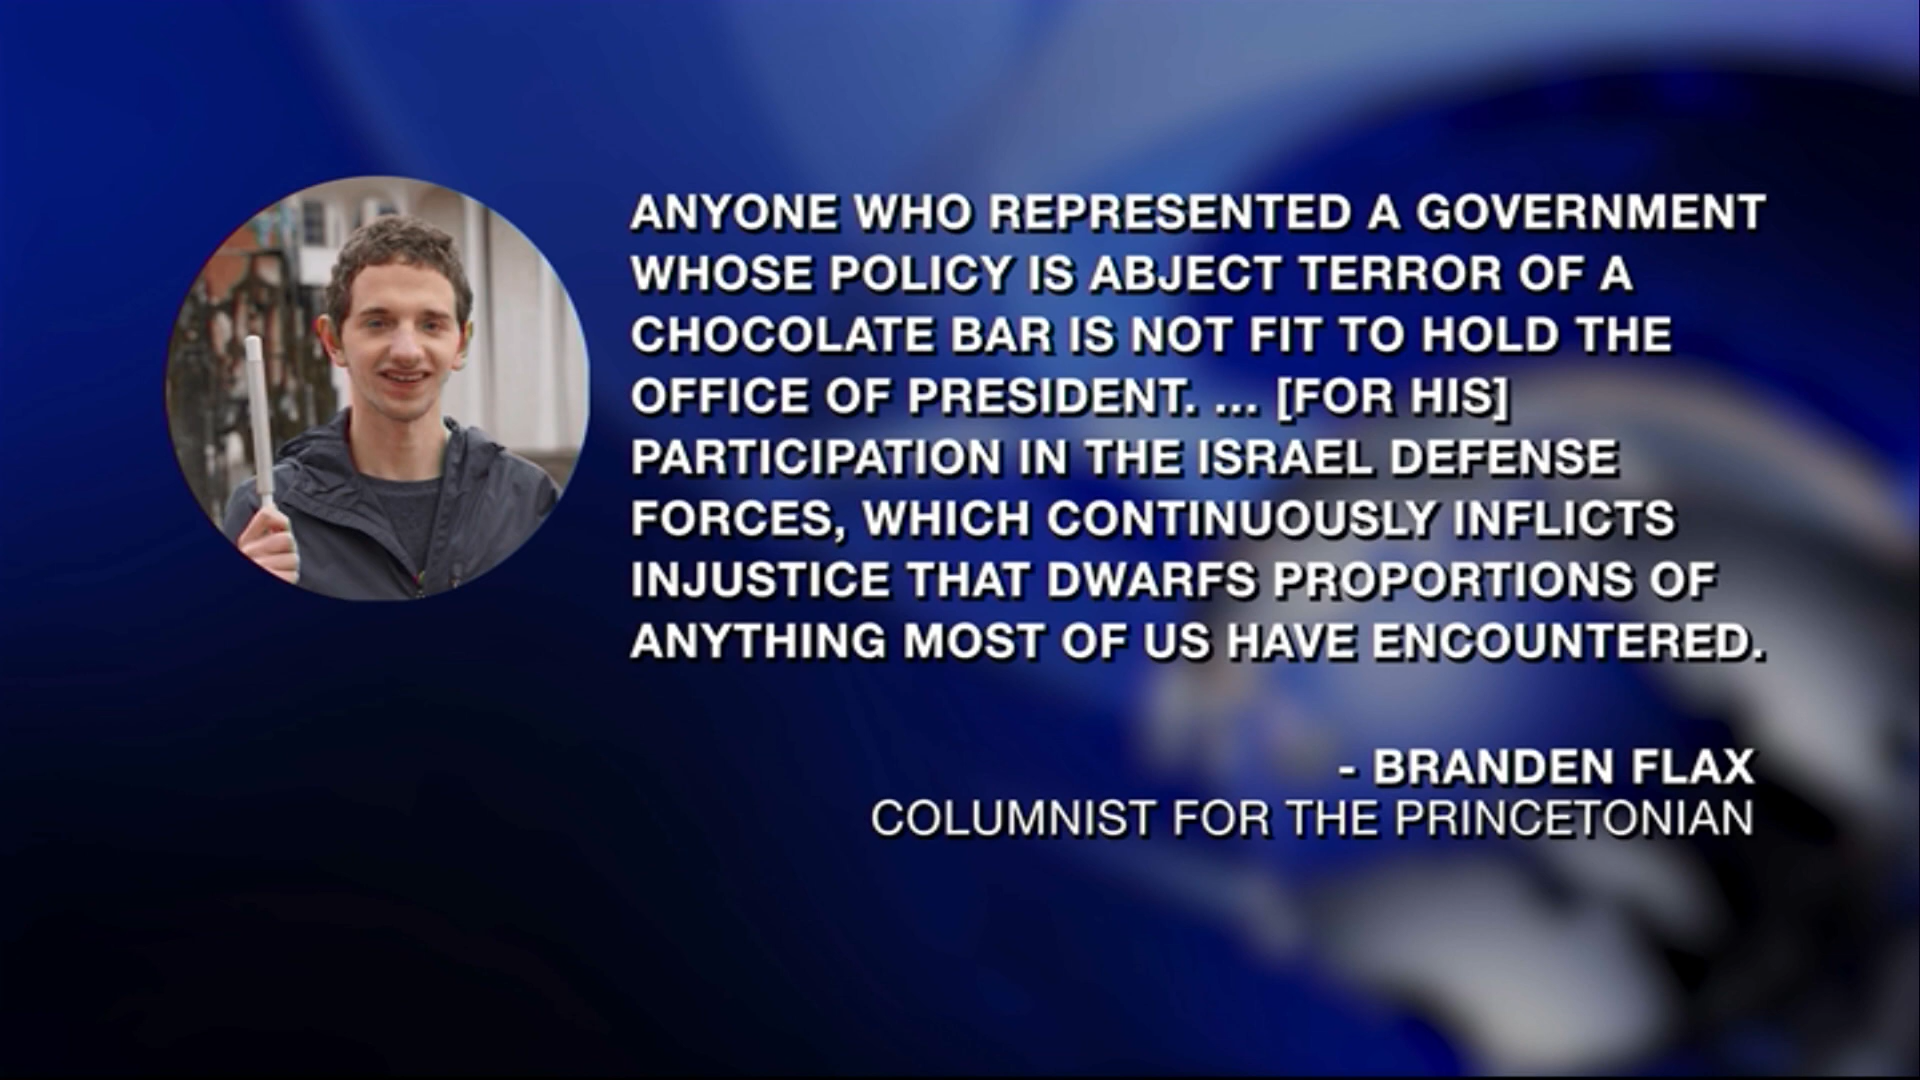 ANYONE WHO REPRESENTED A GOVERNMENT
WHOSE POLICY IS ABJECT TERROR OF A
CHOCOLATE BAR IS NOT FIT TO HOLD THE
OFFICE OF PRESIDENT. ... [FOR HIS]
PARTICIPATION IN THE ISRAEL DEFENSE
FORCES, WHICH CONTINUOUSLY INFLICTS
INJUSTICE THAT DWARFS PROPORTIONS OF
ANYTHING MOST OF US HAVE ENCOUNTERED.
- BRANDEN FLAX
COLUMNIST FOR THE PRINCETONIAN